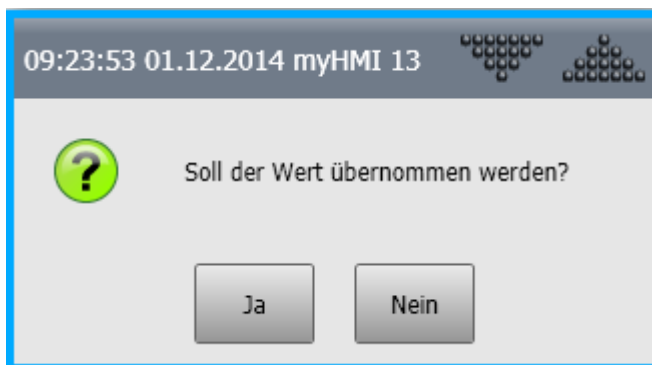 09:23:53 01.12.2014 myHMI 13
?
Soll der Wert übernommen werden?
Ja
Nein